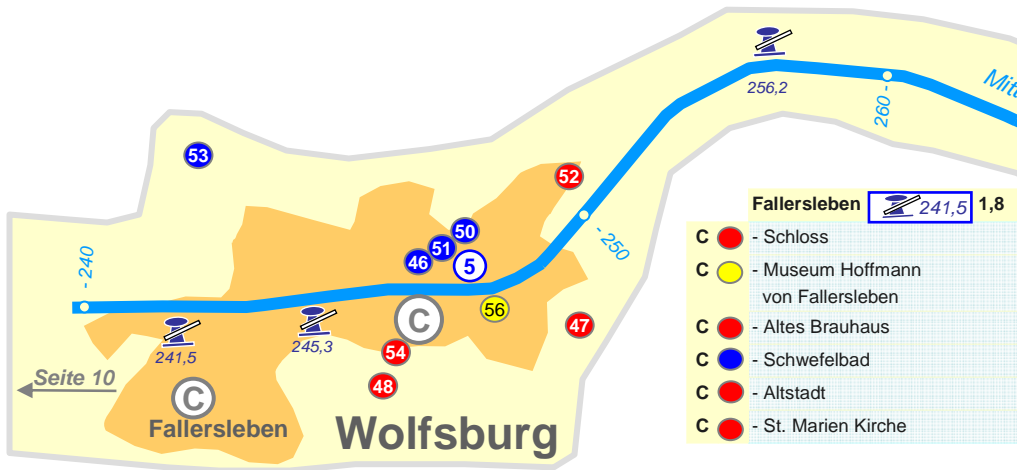 256,2
Mitt
260 -
53
52
50
51
46
5
- 250
- 240
56
C
47
241,5
245,3
54
48
Seite 10
C
Fallersleben
Wolfsburg
Fallersleben 241,5 1,8
C - Schloss
C - Museum Hoffmann
von Fallersleben
C - Altes Brauhaus
C - Schwefelbad
C - Altstadt
C - St. Marien Kirche